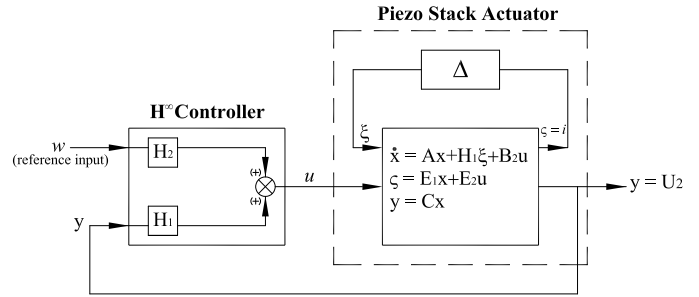 Piezo Stack Actuator
Δ
H∞Controller
ξ
ς = i
w
(reference input)
H₂
(+)
(+)
u
ẋ = Ax+H₁ξ+B₂u
ς = E₁x+E₂u
y = Cx
y = U₂
y
H₁